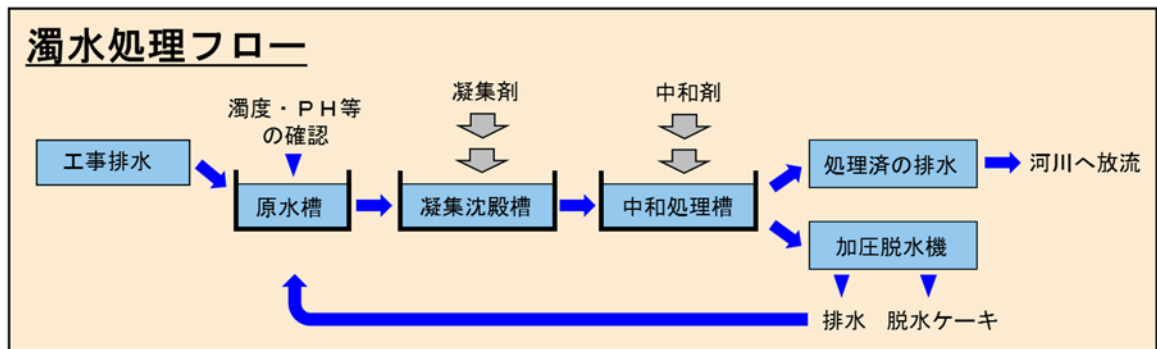 濁水処理フロー
凝集剤
中和剤
濁度・ＰＨ等
の確認
工事排水
処理済の排水
河川へ放流
原水槽
凝集沈殿槽
中和処理槽
加圧脱水機
排水
脱水ケーキ